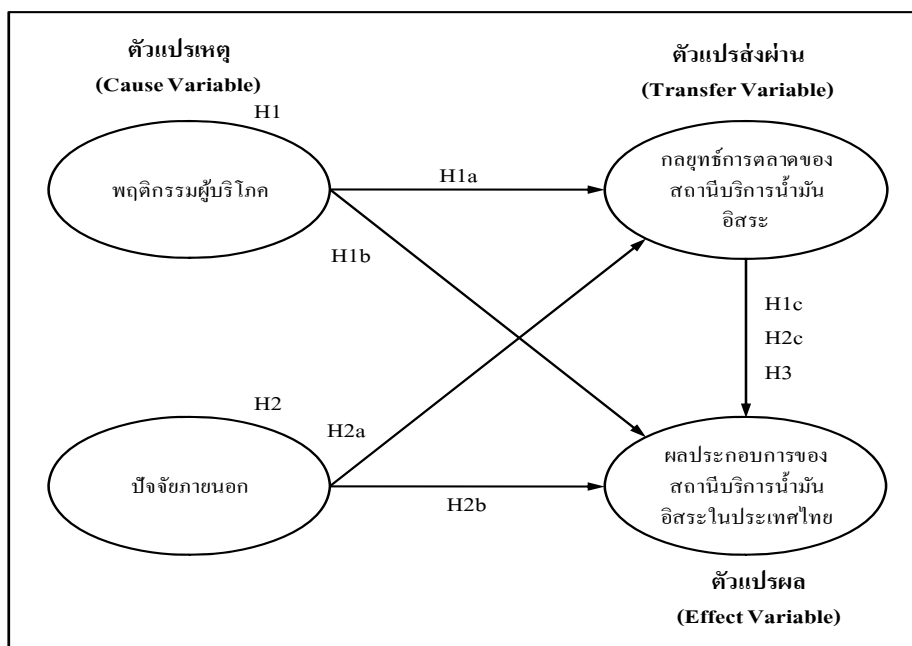 ตัวแปรเหตุ
(Cause Variable)
ตัวแปรส่งผ่าน
(Transfer Variable)
H1
พฤติกรรมผู้บริโภค
H1a
กลยุทธ์การตลาดของ
สถานีบริการน้ำมัน
อิสระ
H1b
H1c
H2c
H3
H2
H2a
ปัจจัยภายนอก
H2b
ผลประกอบการของ
สถานีบริการน้ำมัน
อิสระในประเทศไทย
ตัวแปรผล
(Effect Variable)